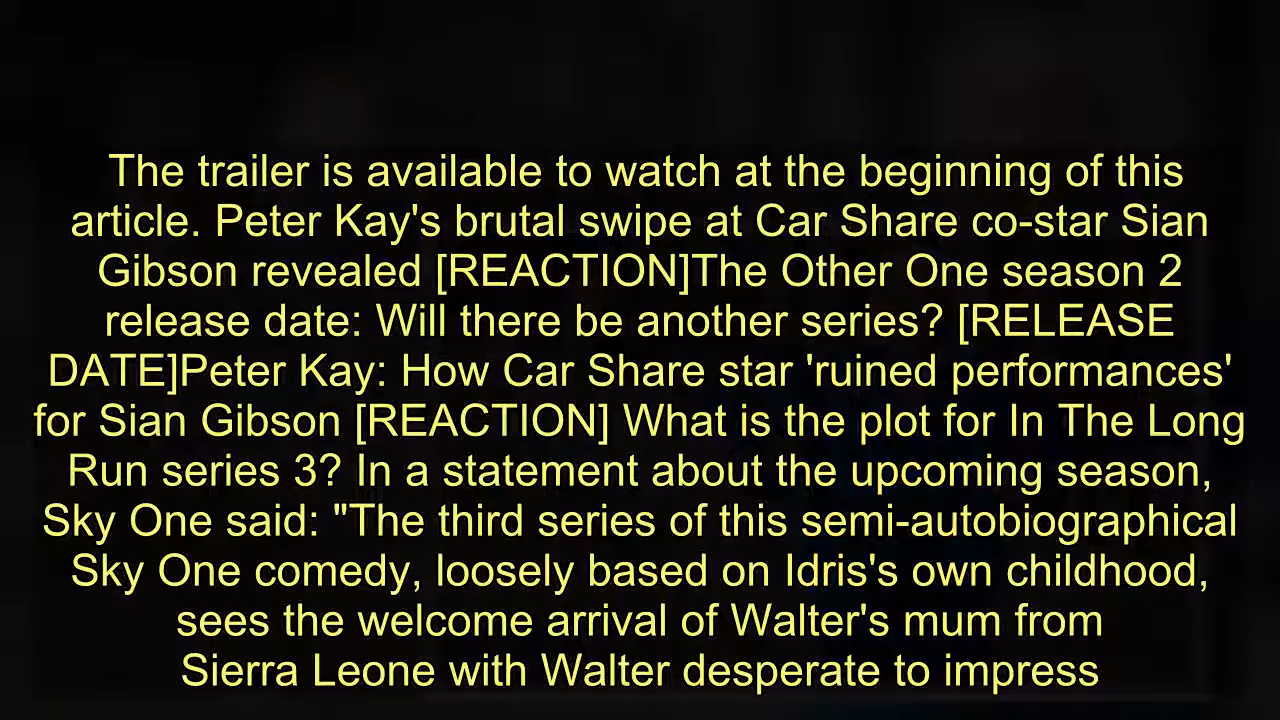 The trailer is available to watch at the beginning of this
article. Peter Kay's brutal swipe at Car Share co-star Sian
Gibson revealed [REACTION]The Other One season 2
release date: Will there be another series? [RELEASE
DATE]Peter Kay: How Car Share star 'ruined performances'
for Sian Gibson [REACTION] What is the plot for In The Long
Run series 3? In a statement about the upcoming season,
Sky One said: "The third series of this semi-autobiographical
Sky One comedy, loosely based on Idris's own childhood,
sees the welcome arrival of Walter's mum from
Sierra Leone with Walter desperate to impress